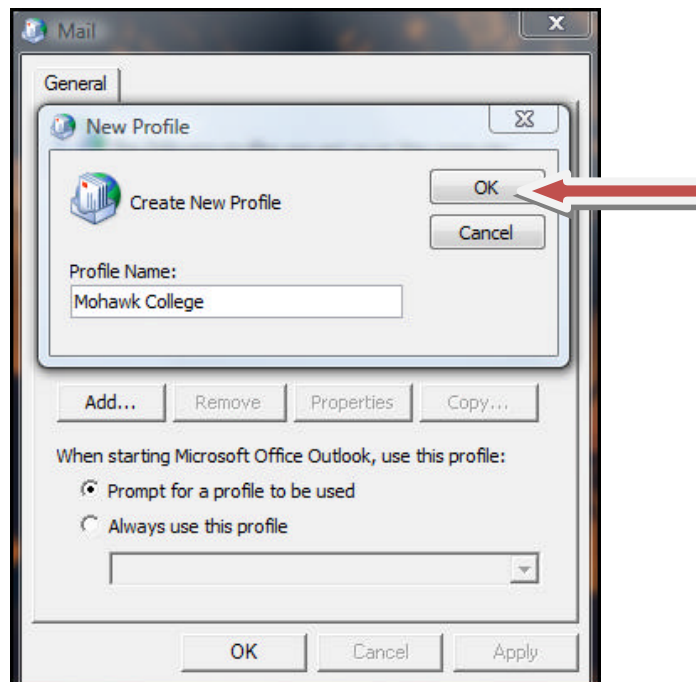 Mail
General
New Profile
Create New Profile
OK
Cancel
Profile Name:
Mohawk College
Add... Remove Properties Copy...
When starting Microsoft Office Outlook, use this profile:
Prompt for a profile to be used
Always use this profile
OK Cancel Apply